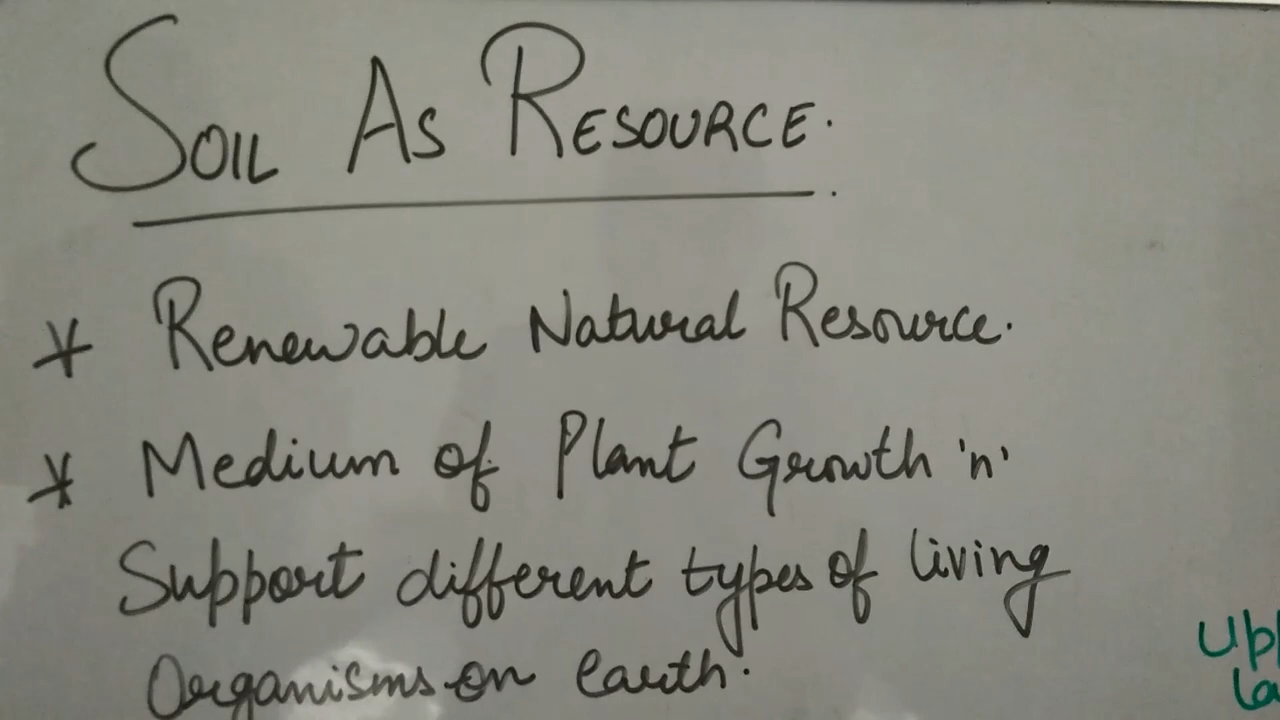 SOIL AS RESOURCE.
* Renewable Natural Resource.
* Medium of Plant Growth 'n'
Support different types of living
Organisms on earth.